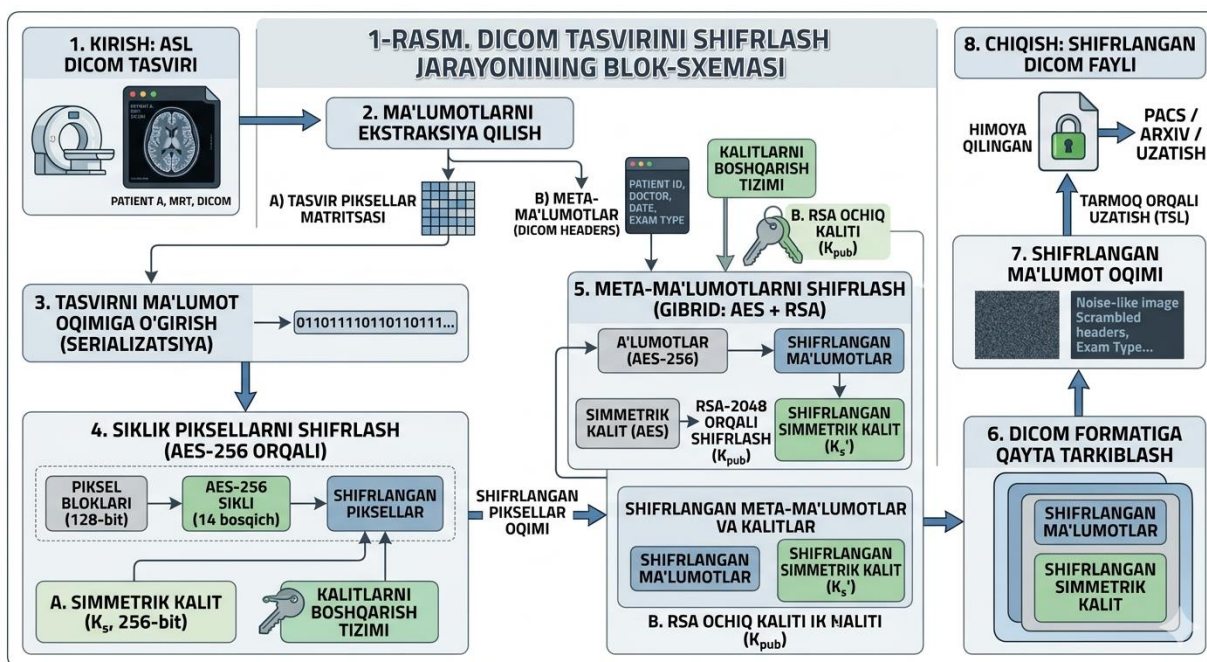 1. KIRISH: ASL
DICOM TASVIRI
PATIENT A, MRT, DICOM
1-RASM. DICOM TASVIRINI SHIFRLASH
JARAYONINING BLOK-SXEMASI
2. MA'LUMOTLARNI
EKSTRAKSIYA QILISH
A) TASVIR PIKSELLAR
MATRITSASI
B) META-
MA'LUMOTLAR
(DICOM HEADERS)
PATIENT ID,
DOCTOR,
DATE,
EXAM TYPE
KALITLARNI
BOSHQARISH
TIZIMI
B. RSA OCHIQ
KALITI
(Kpub)
3. TASVIRNI MA'LUMOT
OQIMIGA O'GIRISH
(SERIALIZATSIYA)
011011110110110111...
4. SIKLIK PIKSELLARNI SHIFRLASH
(AES-256 ORQALI)
PIKSEL
BLOKLARI
(128-bit)
AES-256
SIKLI
(14 bosqich)
SHIFRLANGAN
PIKSELLAR
A. SIMMETRIK KALIT
(Ks, 256-bit)
KALITLARNI
BOSHQARISH
TIZIMI
SHIFRLANGAN
PIKSELLAR
OQIMI
5. META-MA'LUMOTLARNI SHIFRLASH
(GIBRID: AES + RSA)
A'LUMOTLAR
(AES-256)
SHIFRLANGAN
MA'LUMOTLAR
SIMMETRIK
KALIT (AES)
RSA-2048
ORQALI
SHIFRLASH
(Kpub)
SHIFRLANGAN
SIMMETRIK KALIT
(Ks')
SHIFRLANGAN META-MA'LUMOTLAR
VA KALITLAR
SHIFRLANGAN
MA'LUMOTLAR
SHIFRLANGAN
SIMMETRIK KALIT
(Ks')
B. RSA OCHIQ KALITI IK
(Kpub)
6. DICOM FORMATIGA
QAYTA TARKIBLASH
SHIFRLANGAN
MA'LUMOTLAR
SHIFRLANGAN
SIMMETRIK
KALIT
7. SHIFRLANGAN
MA'LUMOT OQIMI
Noise-like image
Scrambled
headers,
Exam Type...
TARMOQ ORQALI
UZATISH (TSL)
8. CHIQISH: SHIFRLANGAN
DICOM FAYLI
HIMOYA
QILINGAN
PACS /
ARXIV /
UZATISH